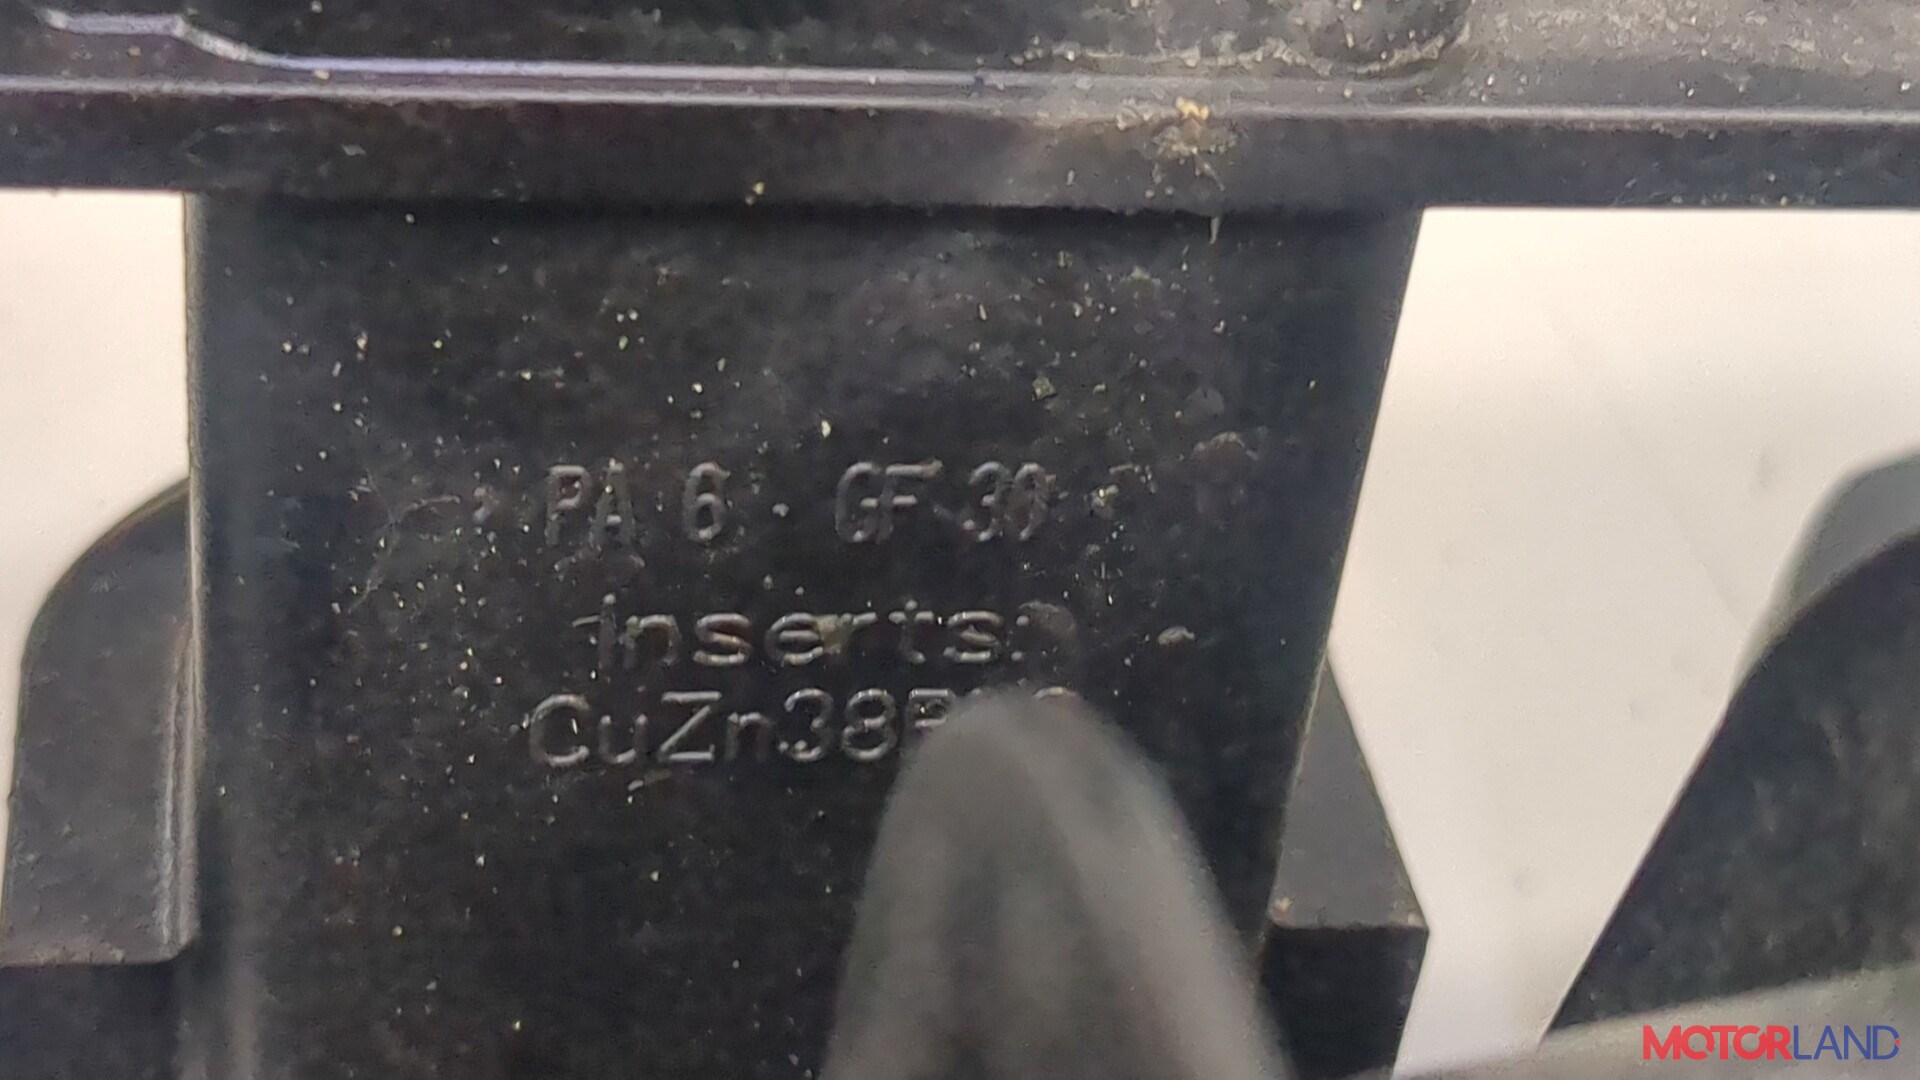 PA 6 GF 30
inserts:
CuZn38
MOTORLAND